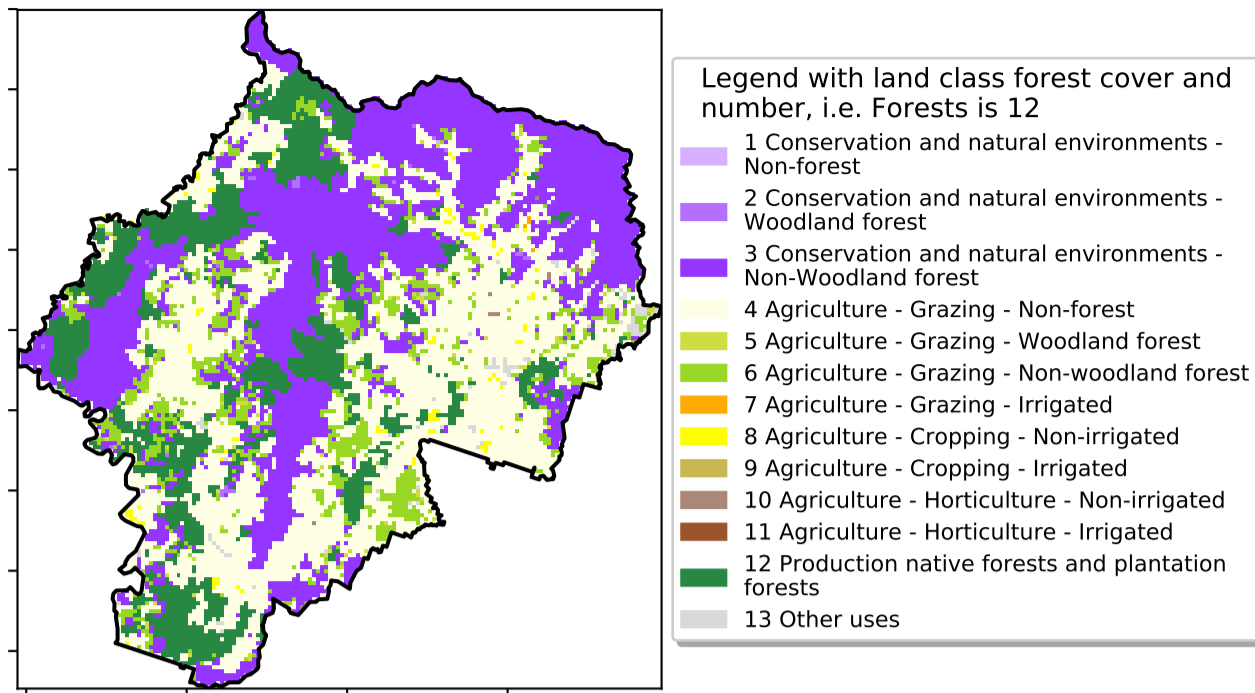 Legend with land class forest cover and
number, i.e. Forests is 12
1 Conservation and natural environments -
Non-forest
2 Conservation and natural environments -
Woodland forest
3 Conservation and natural environments -
Non-Woodland forest
4 Agriculture - Grazing - Non-forest
5 Agriculture - Grazing - Woodland forest
6 Agriculture - Grazing - Non-woodland forest
7 Agriculture - Grazing - Irrigated
8 Agriculture - Cropping - Non-irrigated
9 Agriculture - Cropping - Irrigated
10 Agriculture - Horticulture - Non-irrigated
11 Agriculture - Horticulture - Irrigated
12 Production native forests and plantation
forests
13 Other uses